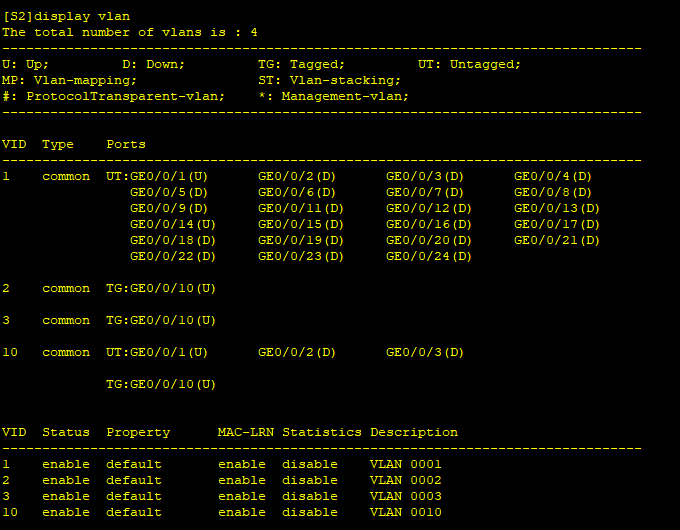 [S2]display vlan
The total number of vlans is : 4
--------------------------------------------------------------------------------
U: Up;         D: Down;         TG: Tagged;         UT: Untagged;
MP: Vlan-mapping;               ST: Vlan-stacking;
#: ProtocolTransparent-vlan;    *: Management-vlan;
--------------------------------------------------------------------------------
VID  Type    Ports
--------------------------------------------------------------------------------
1    common  UT:GE0/0/1(U)      GE0/0/2(D)      GE0/0/3(D)      GE0/0/4(D)
                GE0/0/5(D)      GE0/0/6(D)      GE0/0/7(D)      GE0/0/8(D)
                GE0/0/9(D)      GE0/0/11(D)     GE0/0/12(D)     GE0/0/13(D)
                GE0/0/14(U)     GE0/0/15(D)     GE0/0/16(D)     GE0/0/17(D)
                GE0/0/18(D)     GE0/0/19(D)     GE0/0/20(D)     GE0/0/21(D)
                GE0/0/22(D)     GE0/0/23(D)     GE0/0/24(D)
2    common  TG:GE0/0/10(U)
3    common  TG:GE0/0/10(U)
10   common  UT:GE0/0/1(U)      GE0/0/2(D)      GE0/0/3(D)
             TG:GE0/0/10(U)
VID  Status  Property      MAC-LRN Statistics Description
--------------------------------------------------------------------------------
1    enable  default       enable  disable    VLAN 0001
2    enable  default       enable  disable    VLAN 0002
3    enable  default       enable  disable    VLAN 0003
10   enable  default       enable  disable    VLAN 0010